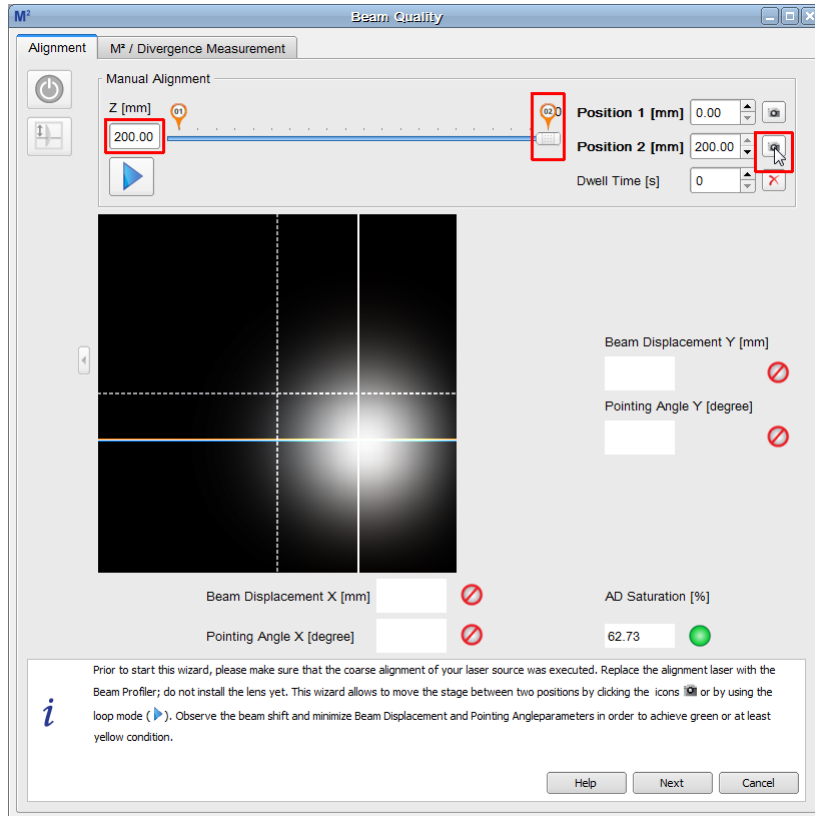 M²
Beam Quality
Alignment
M² / Divergence Measurement
Manual Alignment
Z [mm]
200.00
01
02
0
Position 1 [mm]
0.00
Position 2 [mm]
200.00
Dwell Time [s]
0
Beam Displacement Y [mm]
Pointing Angle Y [degree]
Beam Displacement X [mm]
AD Saturation [%]
Pointing Angle X [degree]
62.73
Prior to start this wizard, please make sure that the coarse alignment of your laser source was executed. Replace the alignment laser with the
Beam Profiler; do not install the lens yet. This wizard allows to move the stage between two positions by clicking the icons or by using the
loop mode ( ). Observe the beam shift and minimize Beam Displacement and Pointing Angleparameters in order to achieve green or at least
yellow condition.
i
Help
Next
Cancel